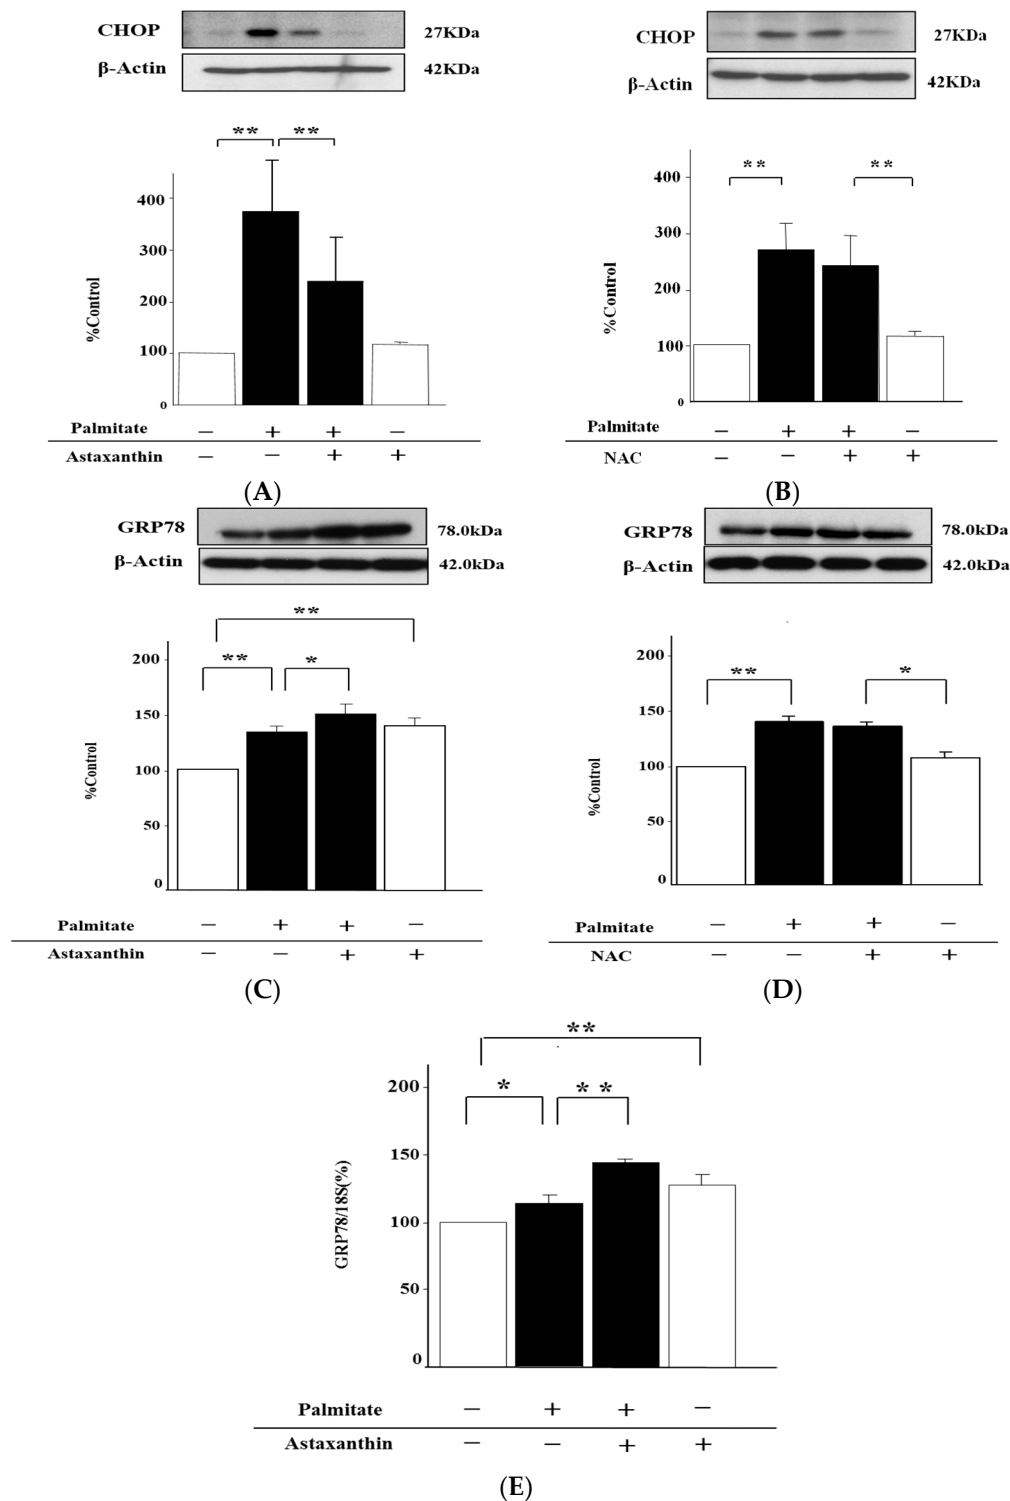 CHOP 27KDa
β-Actin 42KDa
** **
400
300
200
100
0
%Control
Palmitate − + + −
Astaxanthin − − + +
(A)
CHOP 27KDa
β-Actin 42KDa
** **
400
300
200
100
0
%Control
Palmitate − + + −
NAC − − + +
(B)
GRP78 78.0kDa
β-Actin 42.0kDa
**
** *
200
150
100
50
0
%Control
Palmitate − + + −
Astaxanthin − − + +
(C)
GRP78 78.0kDa
β-Actin 42.0kDa
** *
200
150
100
50
0
%Control
Palmitate − + + −
NAC − − + +
(D)
**
* * *
200
150
100
50
0
GRP78/18S(%)
Palmitate − + + −
Astaxanthin − − + +
(E)